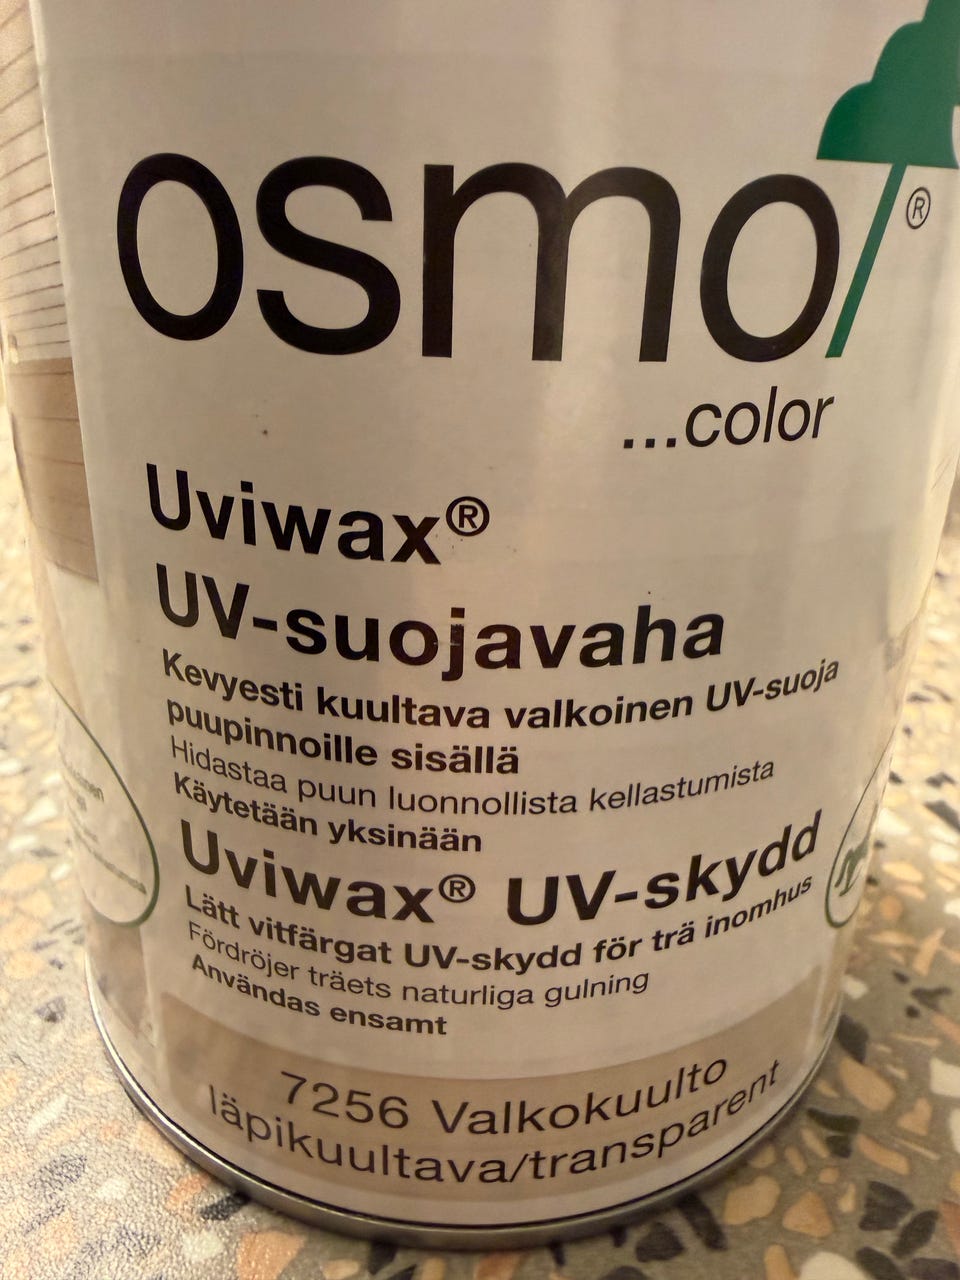 osmo®
...color
Uviwax®
UV-suojavaha
Kevyesti kuultava valkoinen UV-suoja
puupinnoille sisällä
Hidastaa puun luonnollista kellastumista
Käytetään yksinään
Uviwax® UV-skydd
Lätt vitfärgat UV-skydd för trä inomhus
Fördröjer träets naturliga gulning
Användas ensamt
7256 Valkokuulto
läpikuultava/transparent